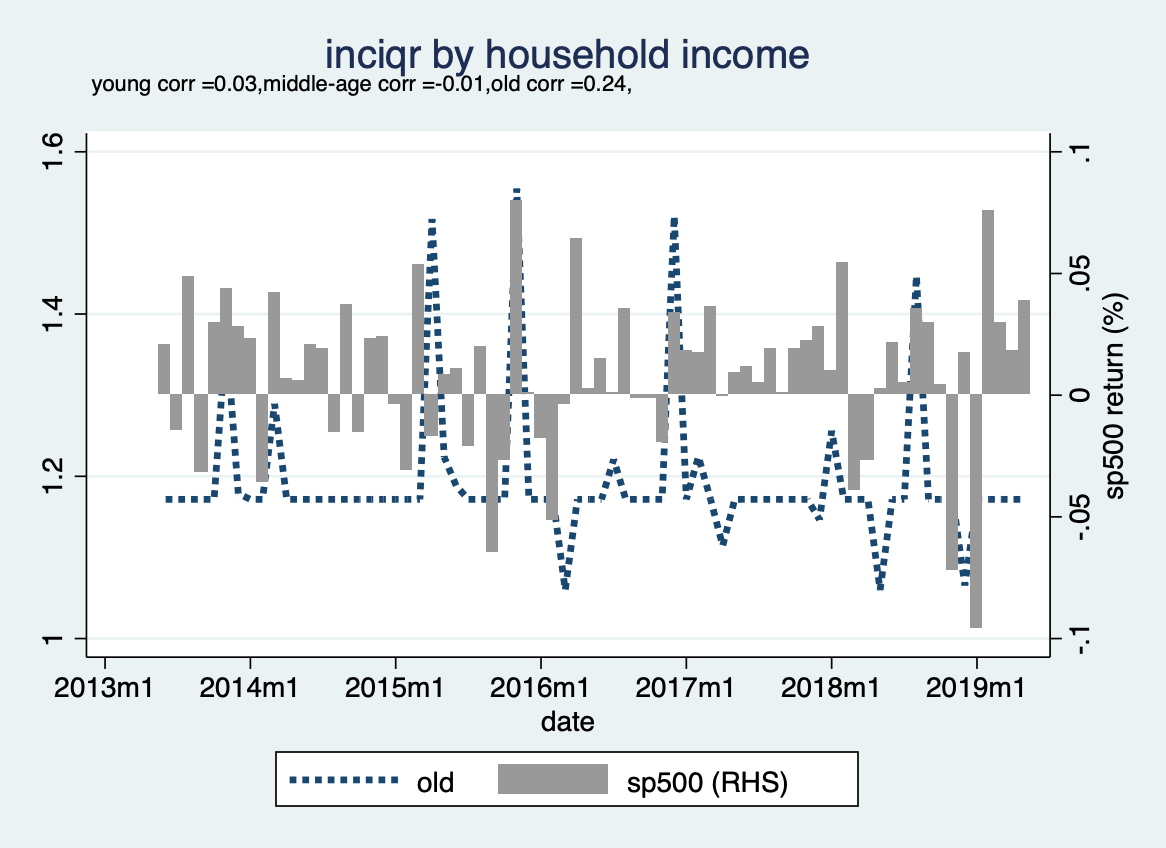 inciqr by household income
young corr =0.03,middle-age corr =-0.01,old corr =0.24,
1.6
1.4
1.2
1
.1
.05
0
-.05
-.1
sp500 return (%)
2013m1 2014m1 2015m1 2016m1 2017m1 2018m1 2019m1
date
old sp500 (RHS)